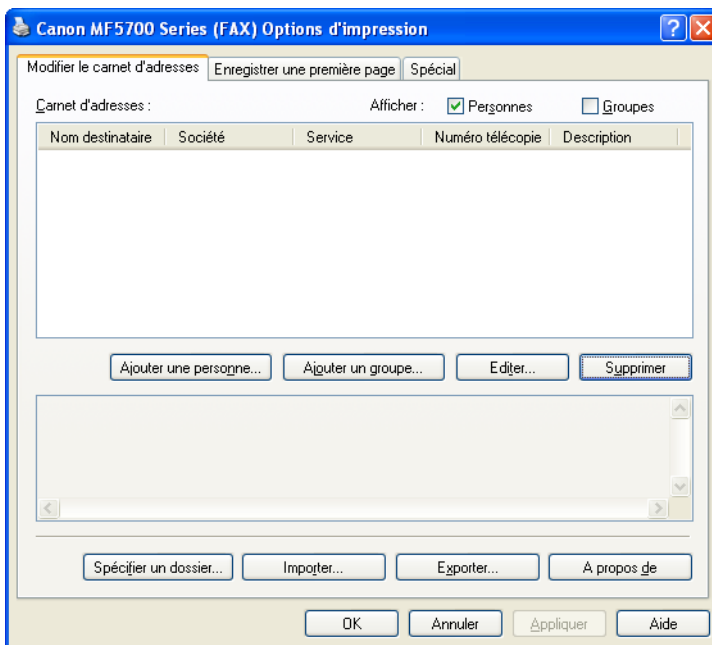 Canon MF5700 Series (FAX) Options d'impression
Modifier le carnet d'adresses Enregistrer une première page Spécial
Carnet d'adresses : Afficher : Personnes Groupes
Nom destinataire Société Service Numéro télécopie Description
Ajouter une personne... Ajouter un groupe... Editer... Supprimer
Spécifier un dossier... Importer... Exporter... A propos de
OK Annuler Appliquer Aide